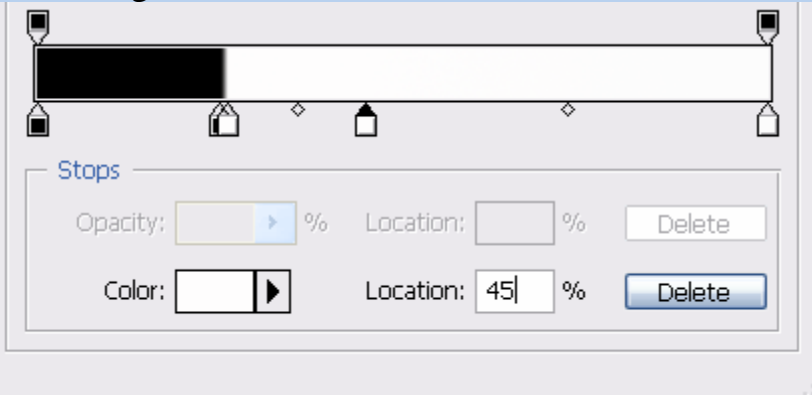 Stops
Opacity: % Location: % Delete
Color: Location: 45 % Delete